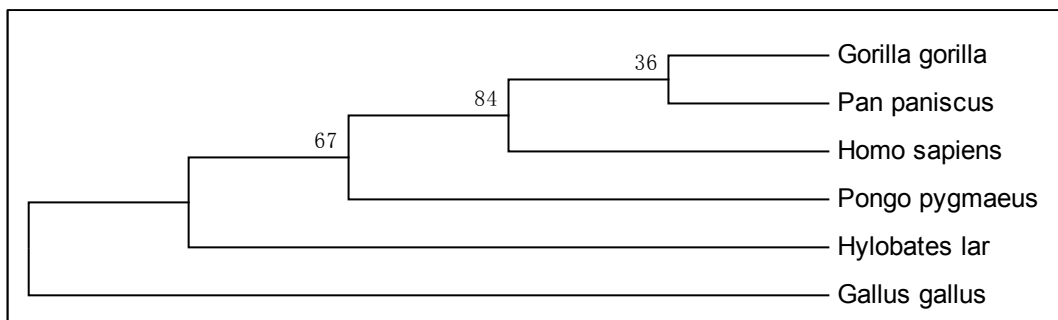 Gorilla gorilla
36
Pan paniscus
84
Homo sapiens
67
Pongo pygmaeus
Hylobates lar
Gallus gallus